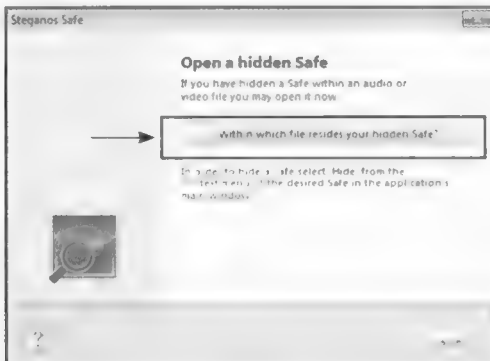 Steganos Safe
Open a hidden Safe
If you have hidden a Safe within an audio or
video file you may open it now.
Within which file resides your hidden Safe?
In order to hide a Safe select 'Hide' from the
menu of the desired Safe in the application's
main window.
?